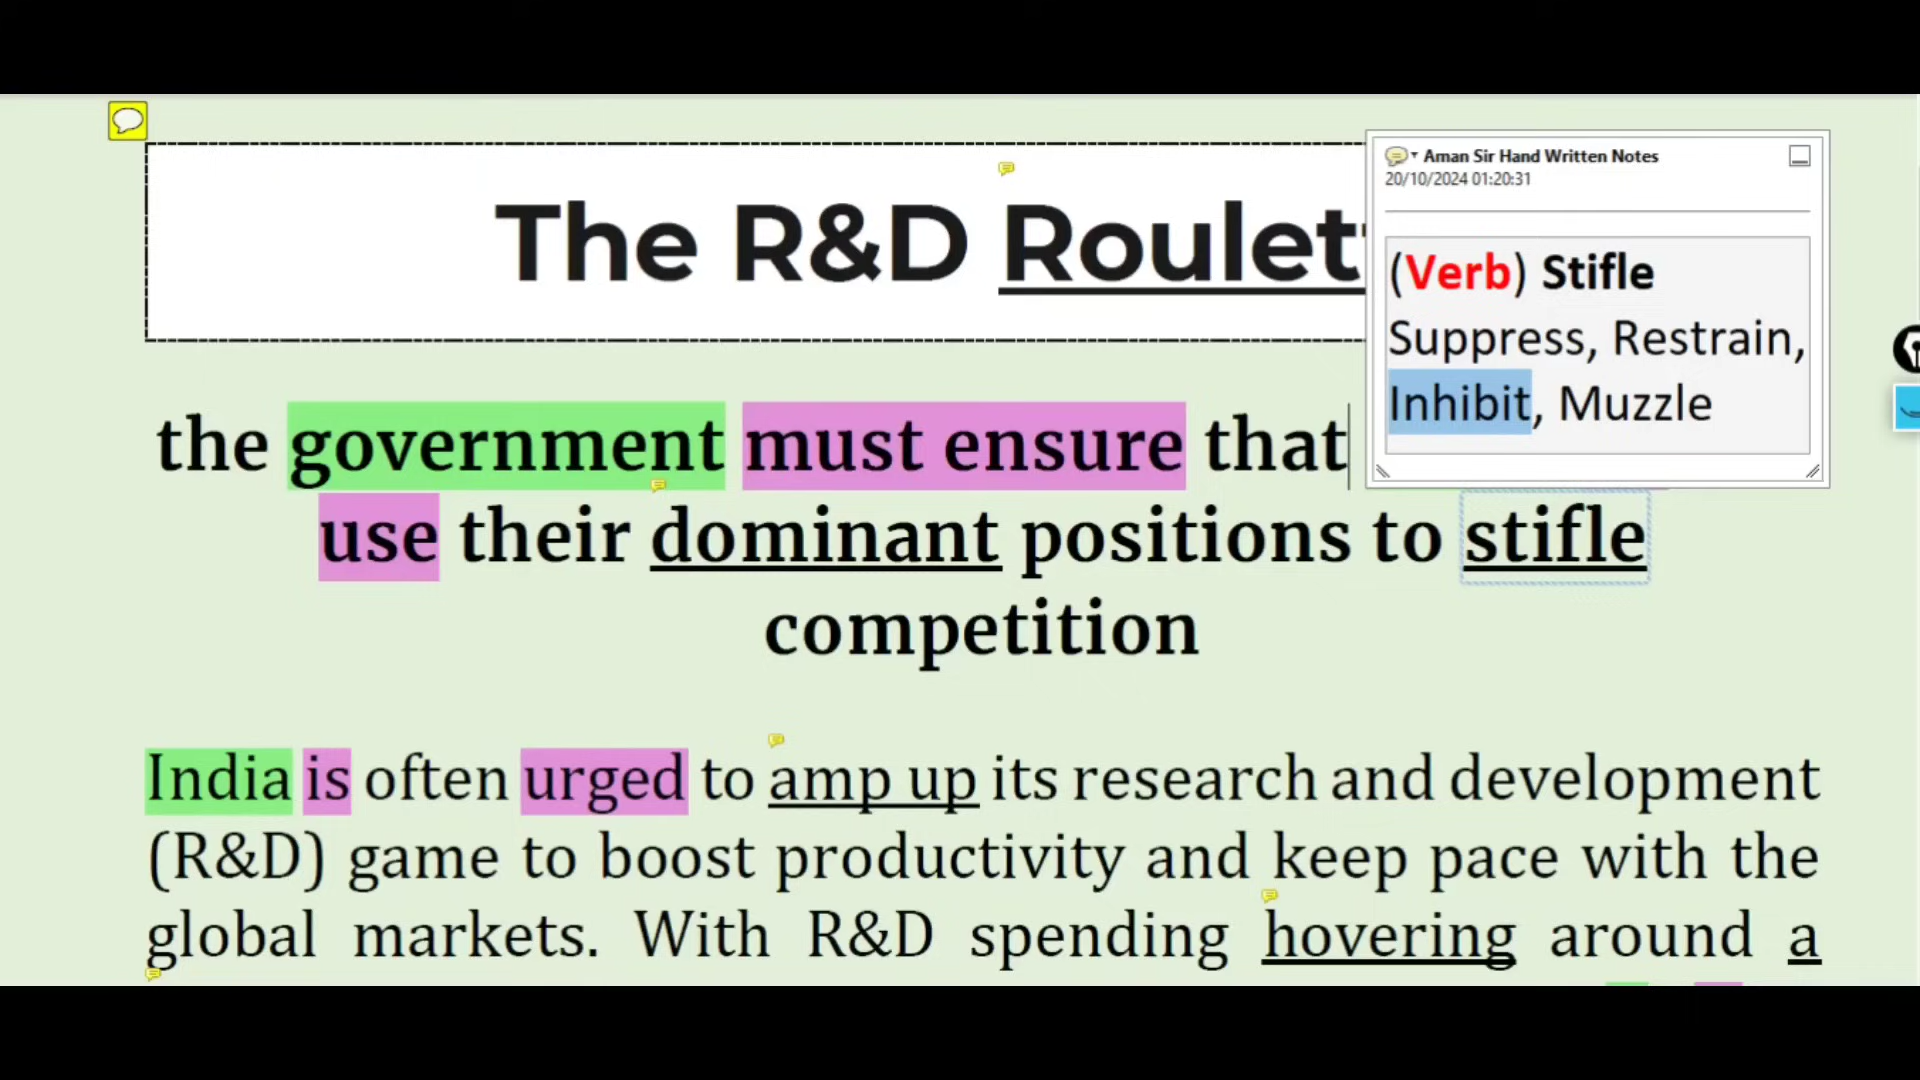 The R&D Roulet
Aman Sir Hand Written Notes
20/10/2024 01:20:31
(Verb) Stifle
Suppress, Restrain,
Inhibit, Muzzle
the government must ensure that
use their dominant positions to stifle
competition
India is often urged to amp up its research and development
(R&D) game to boost productivity and keep pace with the
global markets. With R&D spending hovering around a